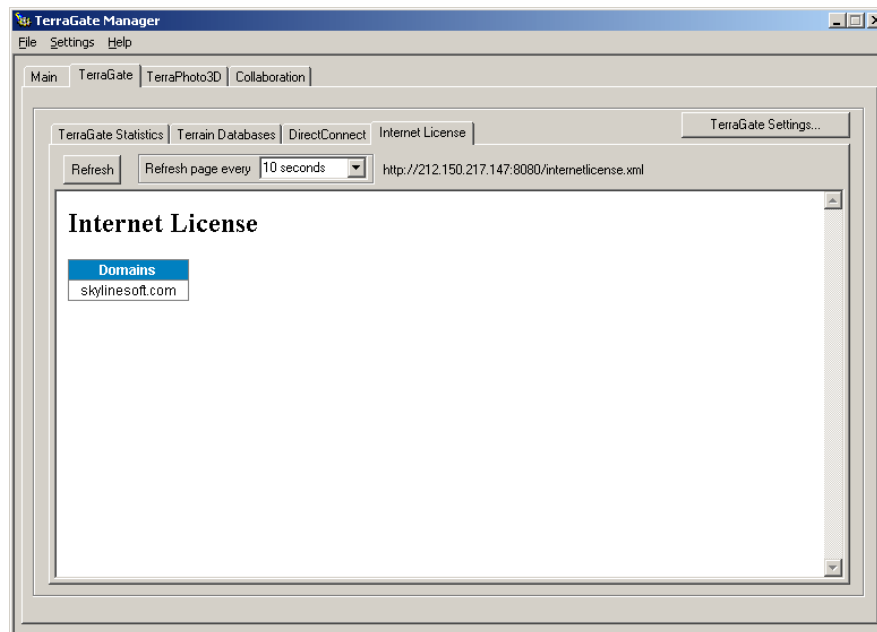 TerraGate Manager
File Settings Help
Main TerraGate TerraPhoto3D Collaboration
TerraGate Settings...
TerraGate Statistics Terrain Databases DirectConnect Internet License
Refresh Refresh page every 10 seconds http://212.150.217.147:8080/internetlicense.xml
Internet License
Domains
skylinesoft.com